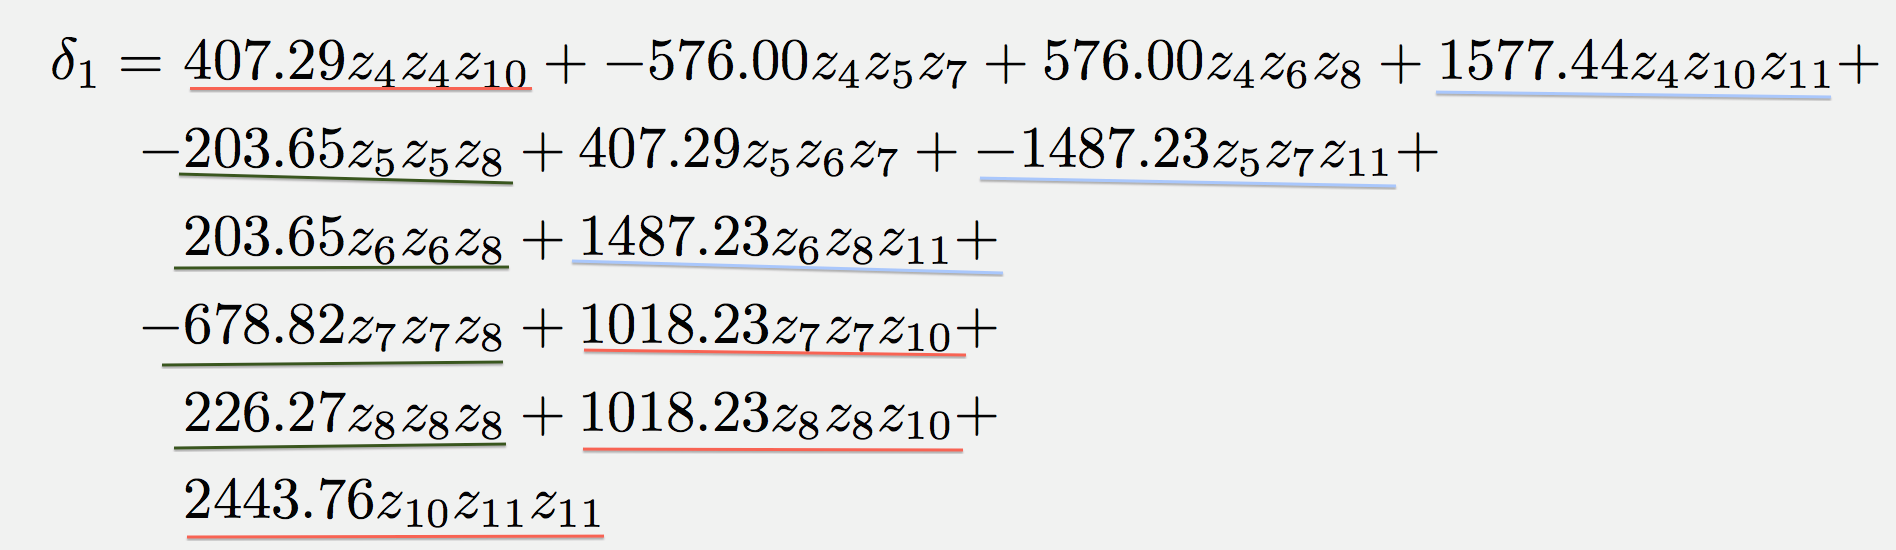 δ₁ = 407.29z₄z₄z₁₀ + −576.00z₄z₅z₇ + 576.00z₄z₆z₈ + 1577.44z₄z₁₀z₁₁+
−203.65z₅z₅z₈ + 407.29z₅z₆z₇ + −1487.23z₅z₇z₁₁+
203.65z₆z₆z₈ + 1487.23z₆z₈z₁₁+
−678.82z₇z₇z₈ + 1018.23z₇z₇z₁₀+
226.27z₈z₈z₈ + 1018.23z₈z₈z₁₀+
2443.76z₁₀z₁₁z₁₁